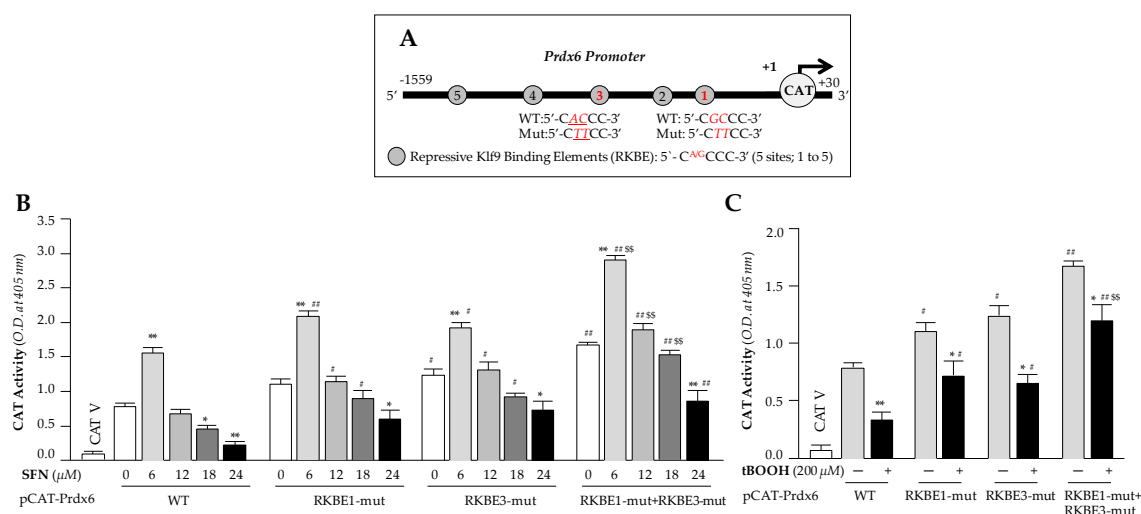 A
Prdx6 Promoter
+1
-1559
+30
5′
5
4
3
2
1
CAT
3′
WT:5′-CACCC-3′
WT: 5′-CGCCC-3′
Mut:5′-CTTCC-3′
Mut: 5′-CTTCC-3′
Repressive Klf9 Binding Elements (RKBE): 5`- CA/GCCC-3′ (5 sites; 1 to 5)
B
CAT Activity (O.D. at 405 nm)
3.5
3.0
2.5
2.0
1.5
1.0
0.5
0.0
CAT V
**
*
**
** ##
#
#
*
#
** #
#
#
*
##
** ## $$
## $$
## $$
** ##
SFN (μM)
0 6 12 18 24
0 6 12 18 24
0 6 12 18 24
0 6 12 18 24
pCAT-Prdx6
WT
RKBE1-mut
RKBE3-mut
RKBE1-mut+RKBE3-mut
C
CAT Activity (O.D. at 405 nm)
2.0
1.5
1.0
0.5
0.0
CAT V
**
#
* #
#
* #
##
* ## $$
tBOOH (200 μM)
– + – + – + – +
pCAT-Prdx6
WT
RKBE1-mut
RKBE3-mut
RKBE1-mut+
RKBE3-mut